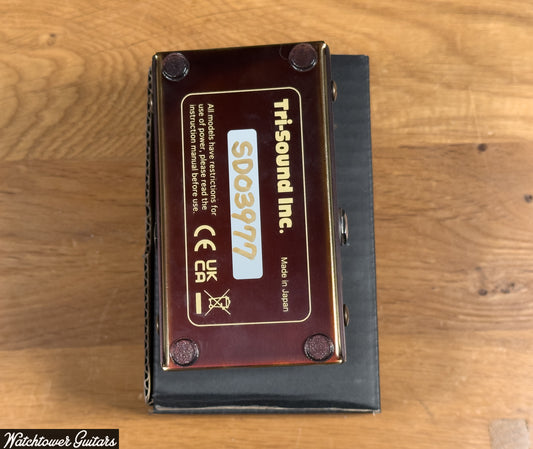 Tri-Sound Inc.
Made in Japan
SD03977
All models have restrictions for
use of power, please read the
instruction manual before use.
CE
UK
CA
Watchtower Guitars